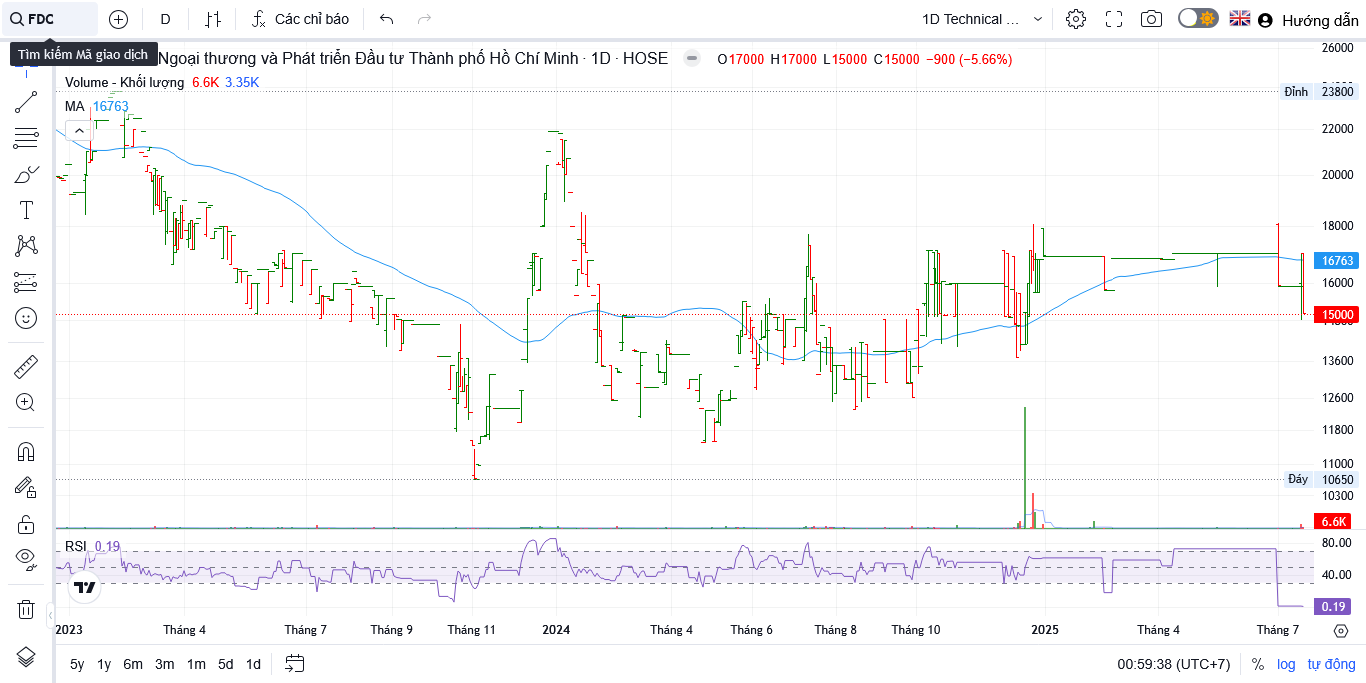 FDC
D
Các chỉ báo
1D Technical ...
Hướng dẫn
Tìm kiếm Mã giao dịch
Ngoại thương và Phát triển Đầu tư Thành phố Hồ Chí Minh · 1D · HOSE
O17000 H17000 L15000 C15000 −900 (−5.66%)
Volume - Khối lượng 6.6K 3.35K
MA 16763
26000
Đỉnh 23800
22000
20000
18000
16763
16000
15000
13600
12600
11800
11000
Đáy 10650
10300
6.6K
RSI 0.19
80.00
40.00
0.19
2023 Tháng 4 Tháng 7 Tháng 9 Tháng 11 2024 Tháng 4 Tháng 6 Tháng 8 Tháng 10 2025 Tháng 4 Tháng 7
5y 1y 6m 3m 1m 5d 1d
00:59:38 (UTC+7) % log tự động